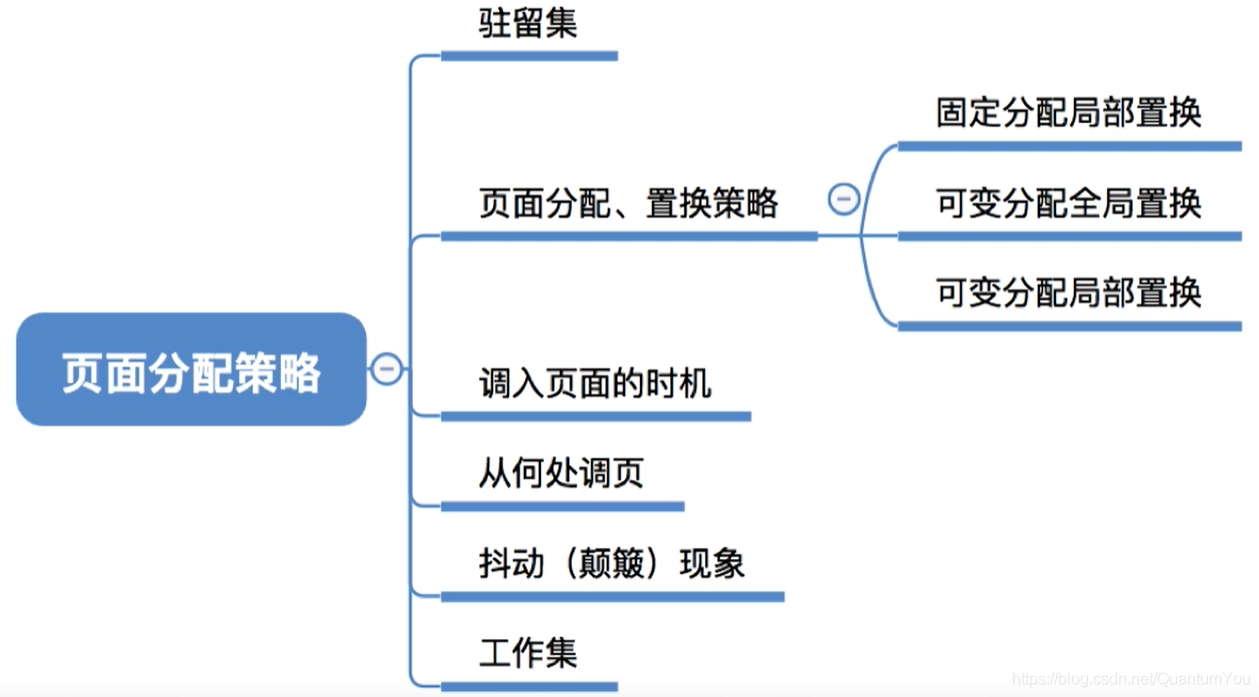 驻留集
固定分配局部置换
页面分配、置换策略
可变分配全局置换
可变分配局部置换
页面分配策略
调入页面的时机
从何处调页
抖动（颠簸）现象
工作集
https://blog.csdn.net/QuantumYou